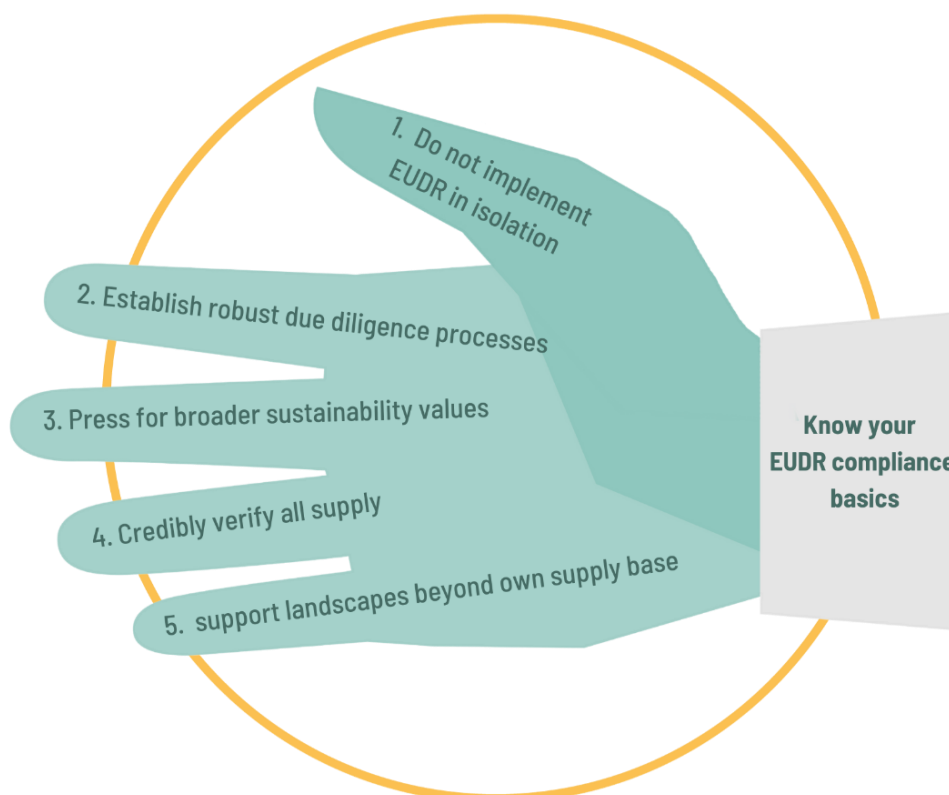 1. Do not implement
EUDR in isolation
2. Establish robust due diligence processes
3. Press for broader sustainability values
4. Credibly verify all supply
5. support landscapes beyond own supply base
Know your
EUDR compliance
basics